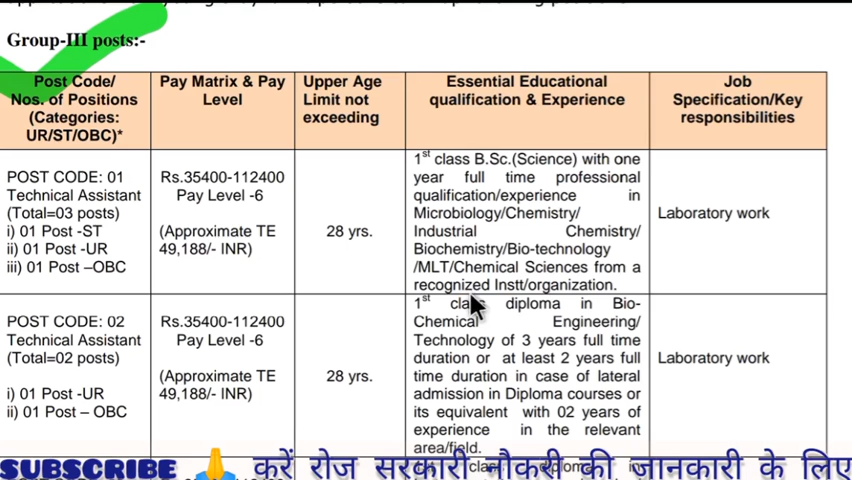 Group-III posts:-
Post Code/
Nos. of Positions
(Categories:
UR/ST/OBC)*
Pay Matrix & Pay
Level
Upper Age
Limit not
exceeding
Essential Educational
qualification & Experience
Job
Specification/Key
responsibilities
POST CODE: 01
Technical Assistant
(Total=03 posts)
i) 01 Post -ST
ii) 01 Post -UR
iii) 01 Post –OBC
Rs.35400-112400
Pay Level -6
(Approximate TE
49,188/- INR)
28 yrs.
1st class B.Sc.(Science) with one
year full time professional
qualification/experience in
Microbiology/Chemistry/
Industrial Chemistry/
Biochemistry/Bio-technology
/MLT/Chemical Sciences from a
recognized Instt/organization.
Laboratory work
POST CODE: 02
Technical Assistant
(Total=02 posts)
i) 01 Post -UR
ii) 01 Post – OBC
Rs.35400-112400
Pay Level -6
(Approximate TE
49,188/- INR)
28 yrs.
1st class diploma in Bio-
Chemical Engineering/
Technology of 3 years full time
duration or at least 2 years full
time duration in case of lateral
admission in Diploma courses or
its equivalent with 02 years of
experience in the relevant
area/field.
Laboratory work
SUBSCRIBE 🙏 करें रोज सरकारी नौकरी की जानकारी के लिए